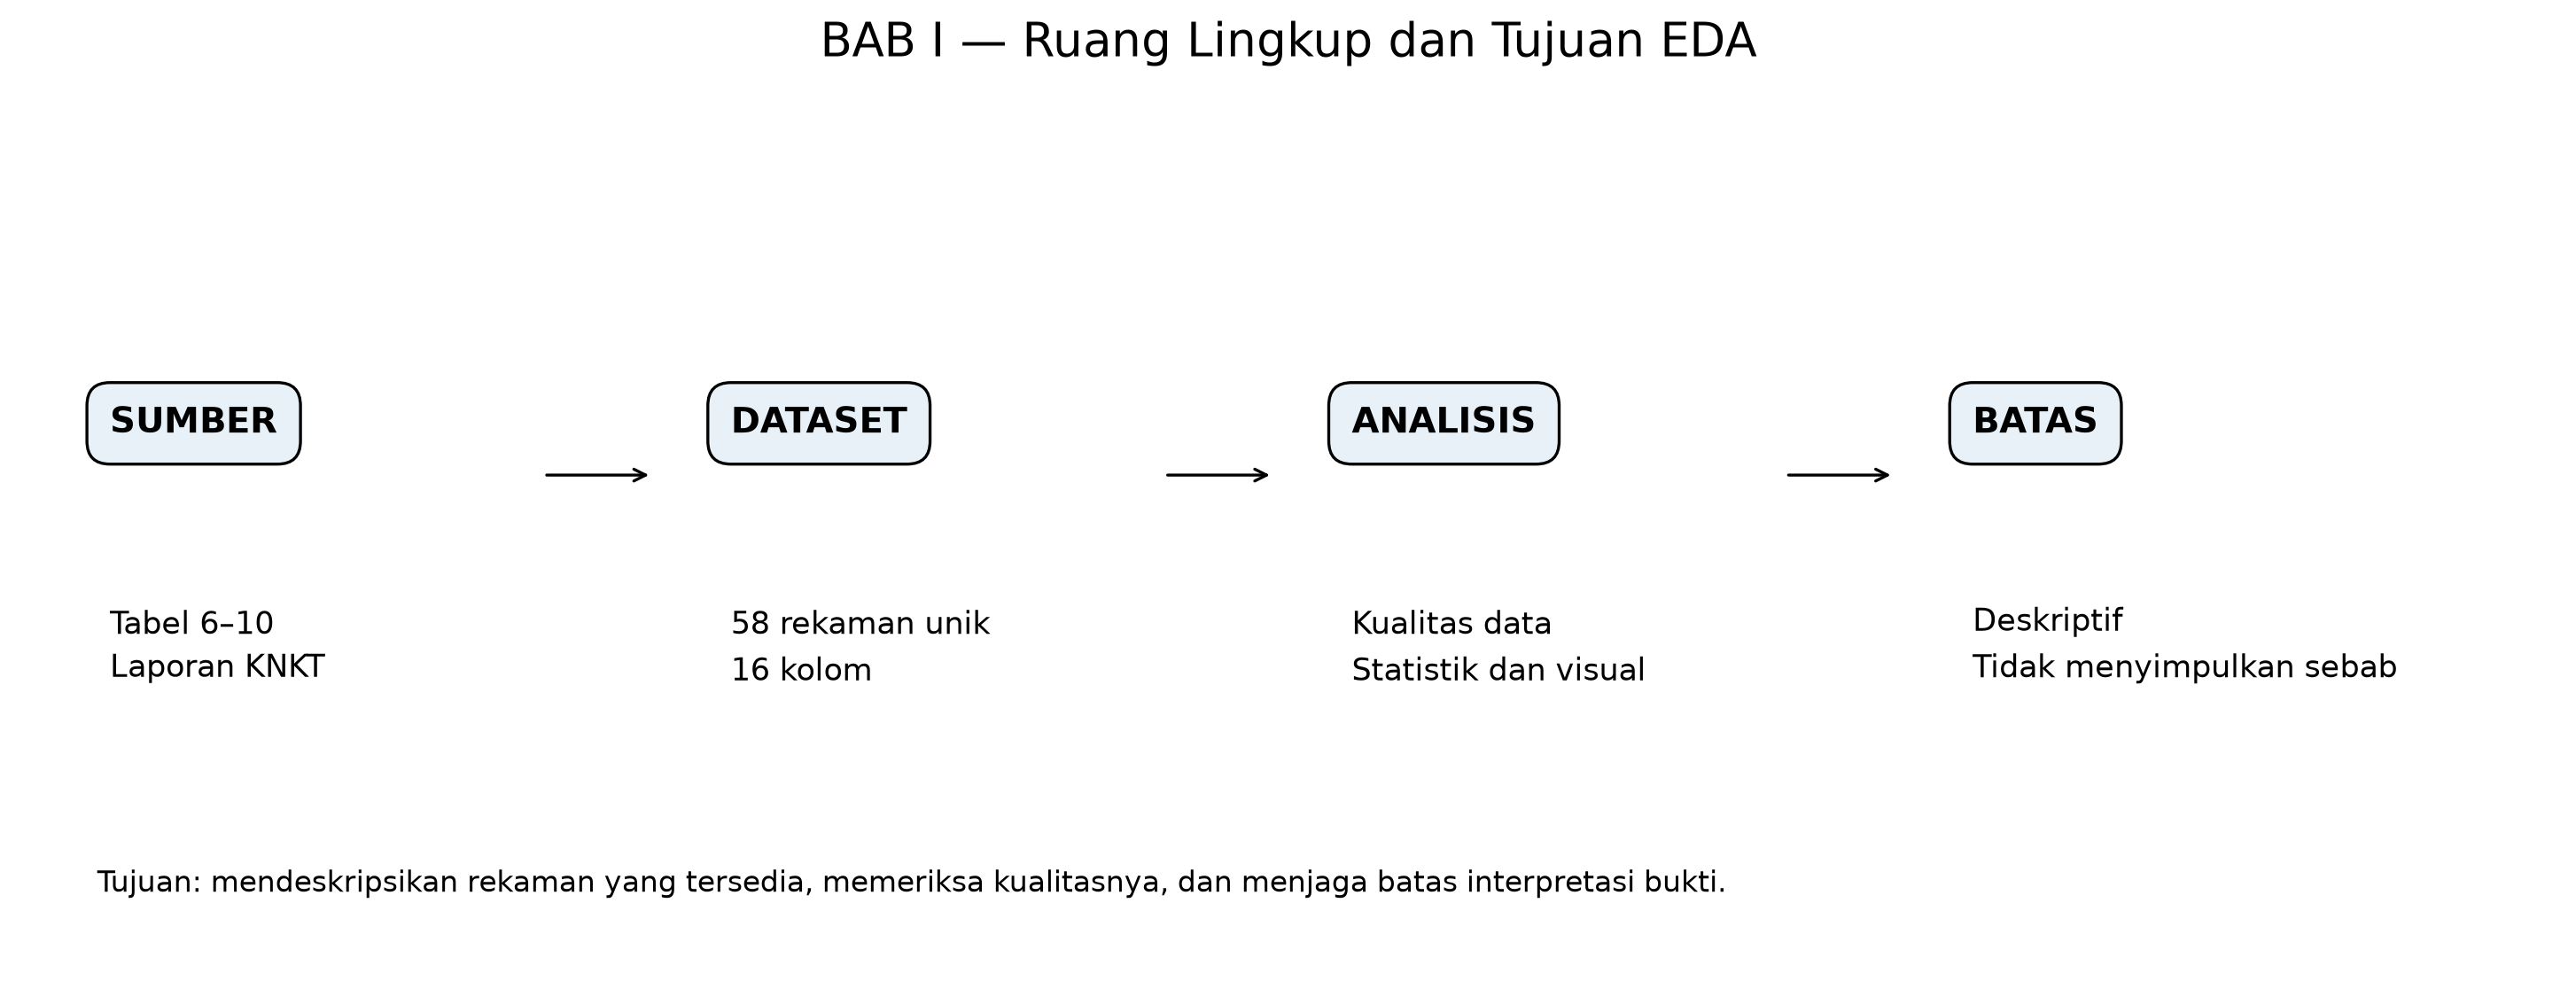 BAB I — Ruang Lingkup dan Tujuan EDA
SUMBER
Tabel 6–10
Laporan KNKT
DATASET
58 rekaman unik
16 kolom
ANALISIS
Kualitas data
Statistik dan visual
BATAS
Deskriptif
Tidak menyimpulkan sebab
Tujuan: mendeskripsikan rekaman yang tersedia, memeriksa kualitasnya, dan menjaga batas interpretasi bukti.